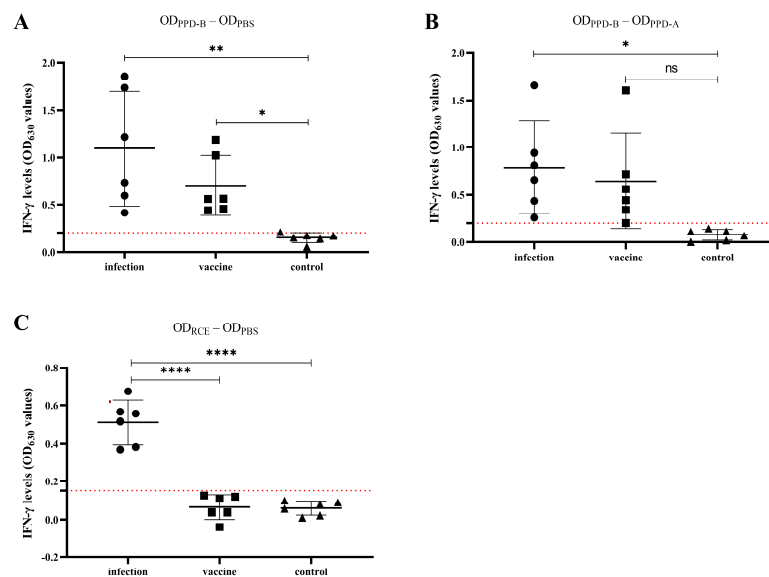 A
OD_PPD-B – OD_PBS
**
*
IFN-γ levels (OD_630 values)
2.0
1.5
1.0
0.5
0.0
infection
vaccine
control
B
OD_PPD-B – OD_PPD-A
*
ns
IFN-γ levels (OD_630 values)
2.0
1.5
1.0
0.5
0.0
infection
vaccine
control
C
OD_RCE – OD_PBS
****
****
IFN-γ levels (OD_630 values)
0.8
0.6
0.4
0.2
0.0
-0.2
infection
vaccine
control